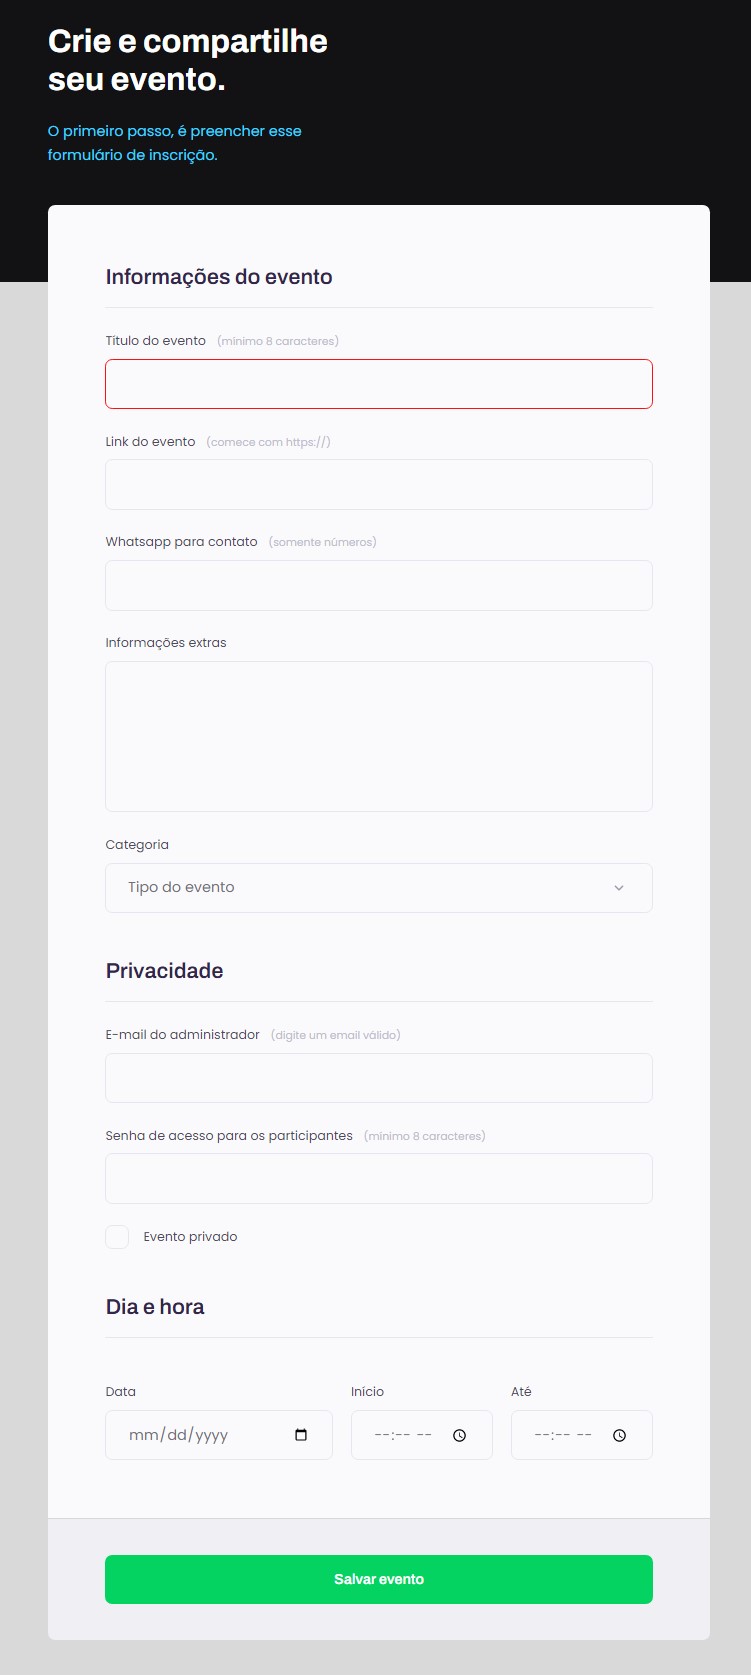 Crie e compartilhe
seu evento.
O primeiro passo, é preencher esse
formulário de inscrição.
Informações do evento
Título do evento (mínimo 8 caracteres)
Link do evento (comece com https://)
Whatsapp para contato (somente números)
Informações extras
Categoria
Tipo do evento
Privacidade
E-mail do administrador (digite um email válido)
Senha de acesso para os participantes (mínimo 8 caracteres)
Evento privado
Dia e hora
Data Início Até
mm/dd/yyyy --:-- -- --:-- --
Salvar evento